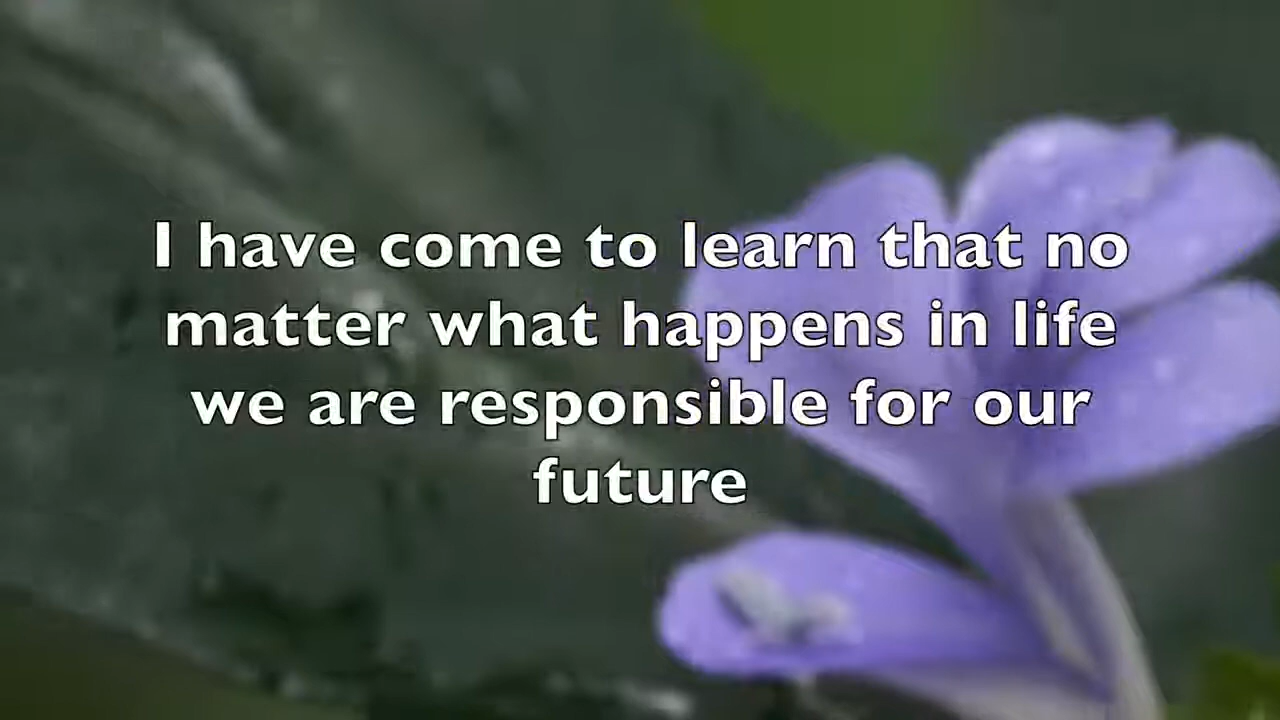 I have come to learn that no
matter what happens in life
we are responsible for our
future